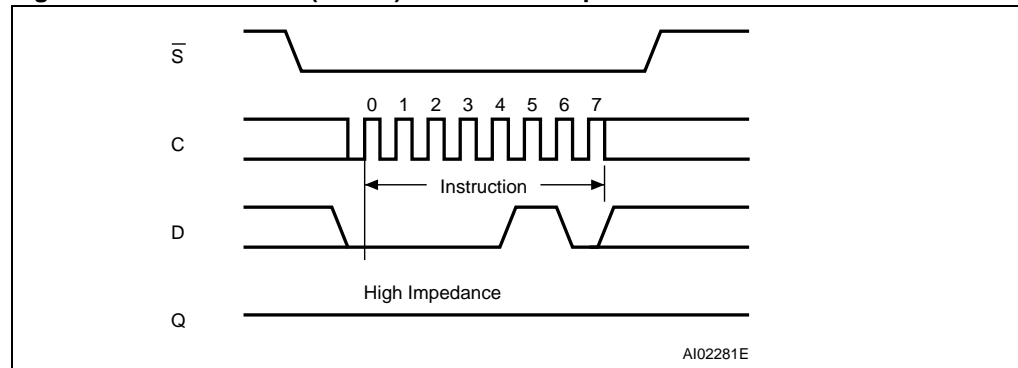 S̅
0 1 2 3 4 5 6 7
C
Instruction
D
High Impedance
Q
AI02281E